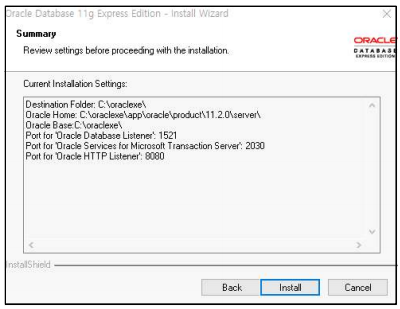 Oracle Database 11g Express Edition - Install Wizard
Summary
Review settings before proceeding with the installation.
ORACLE
DATABASE
EXPRESS EDITION
Current Installation Settings:
Destination Folder: C:\oraclexe\
Oracle Home: C:\oraclexe\app\oracle\product\11.2.0\server\
Oracle Base:C:\oraclexe\
Port for 'Oracle Database Listener': 1521
Port for 'Oracle Services for Microsoft Transaction Server': 2030
Port for 'Oracle HTTP Listener': 8080
InstallShield
Back Install Cancel